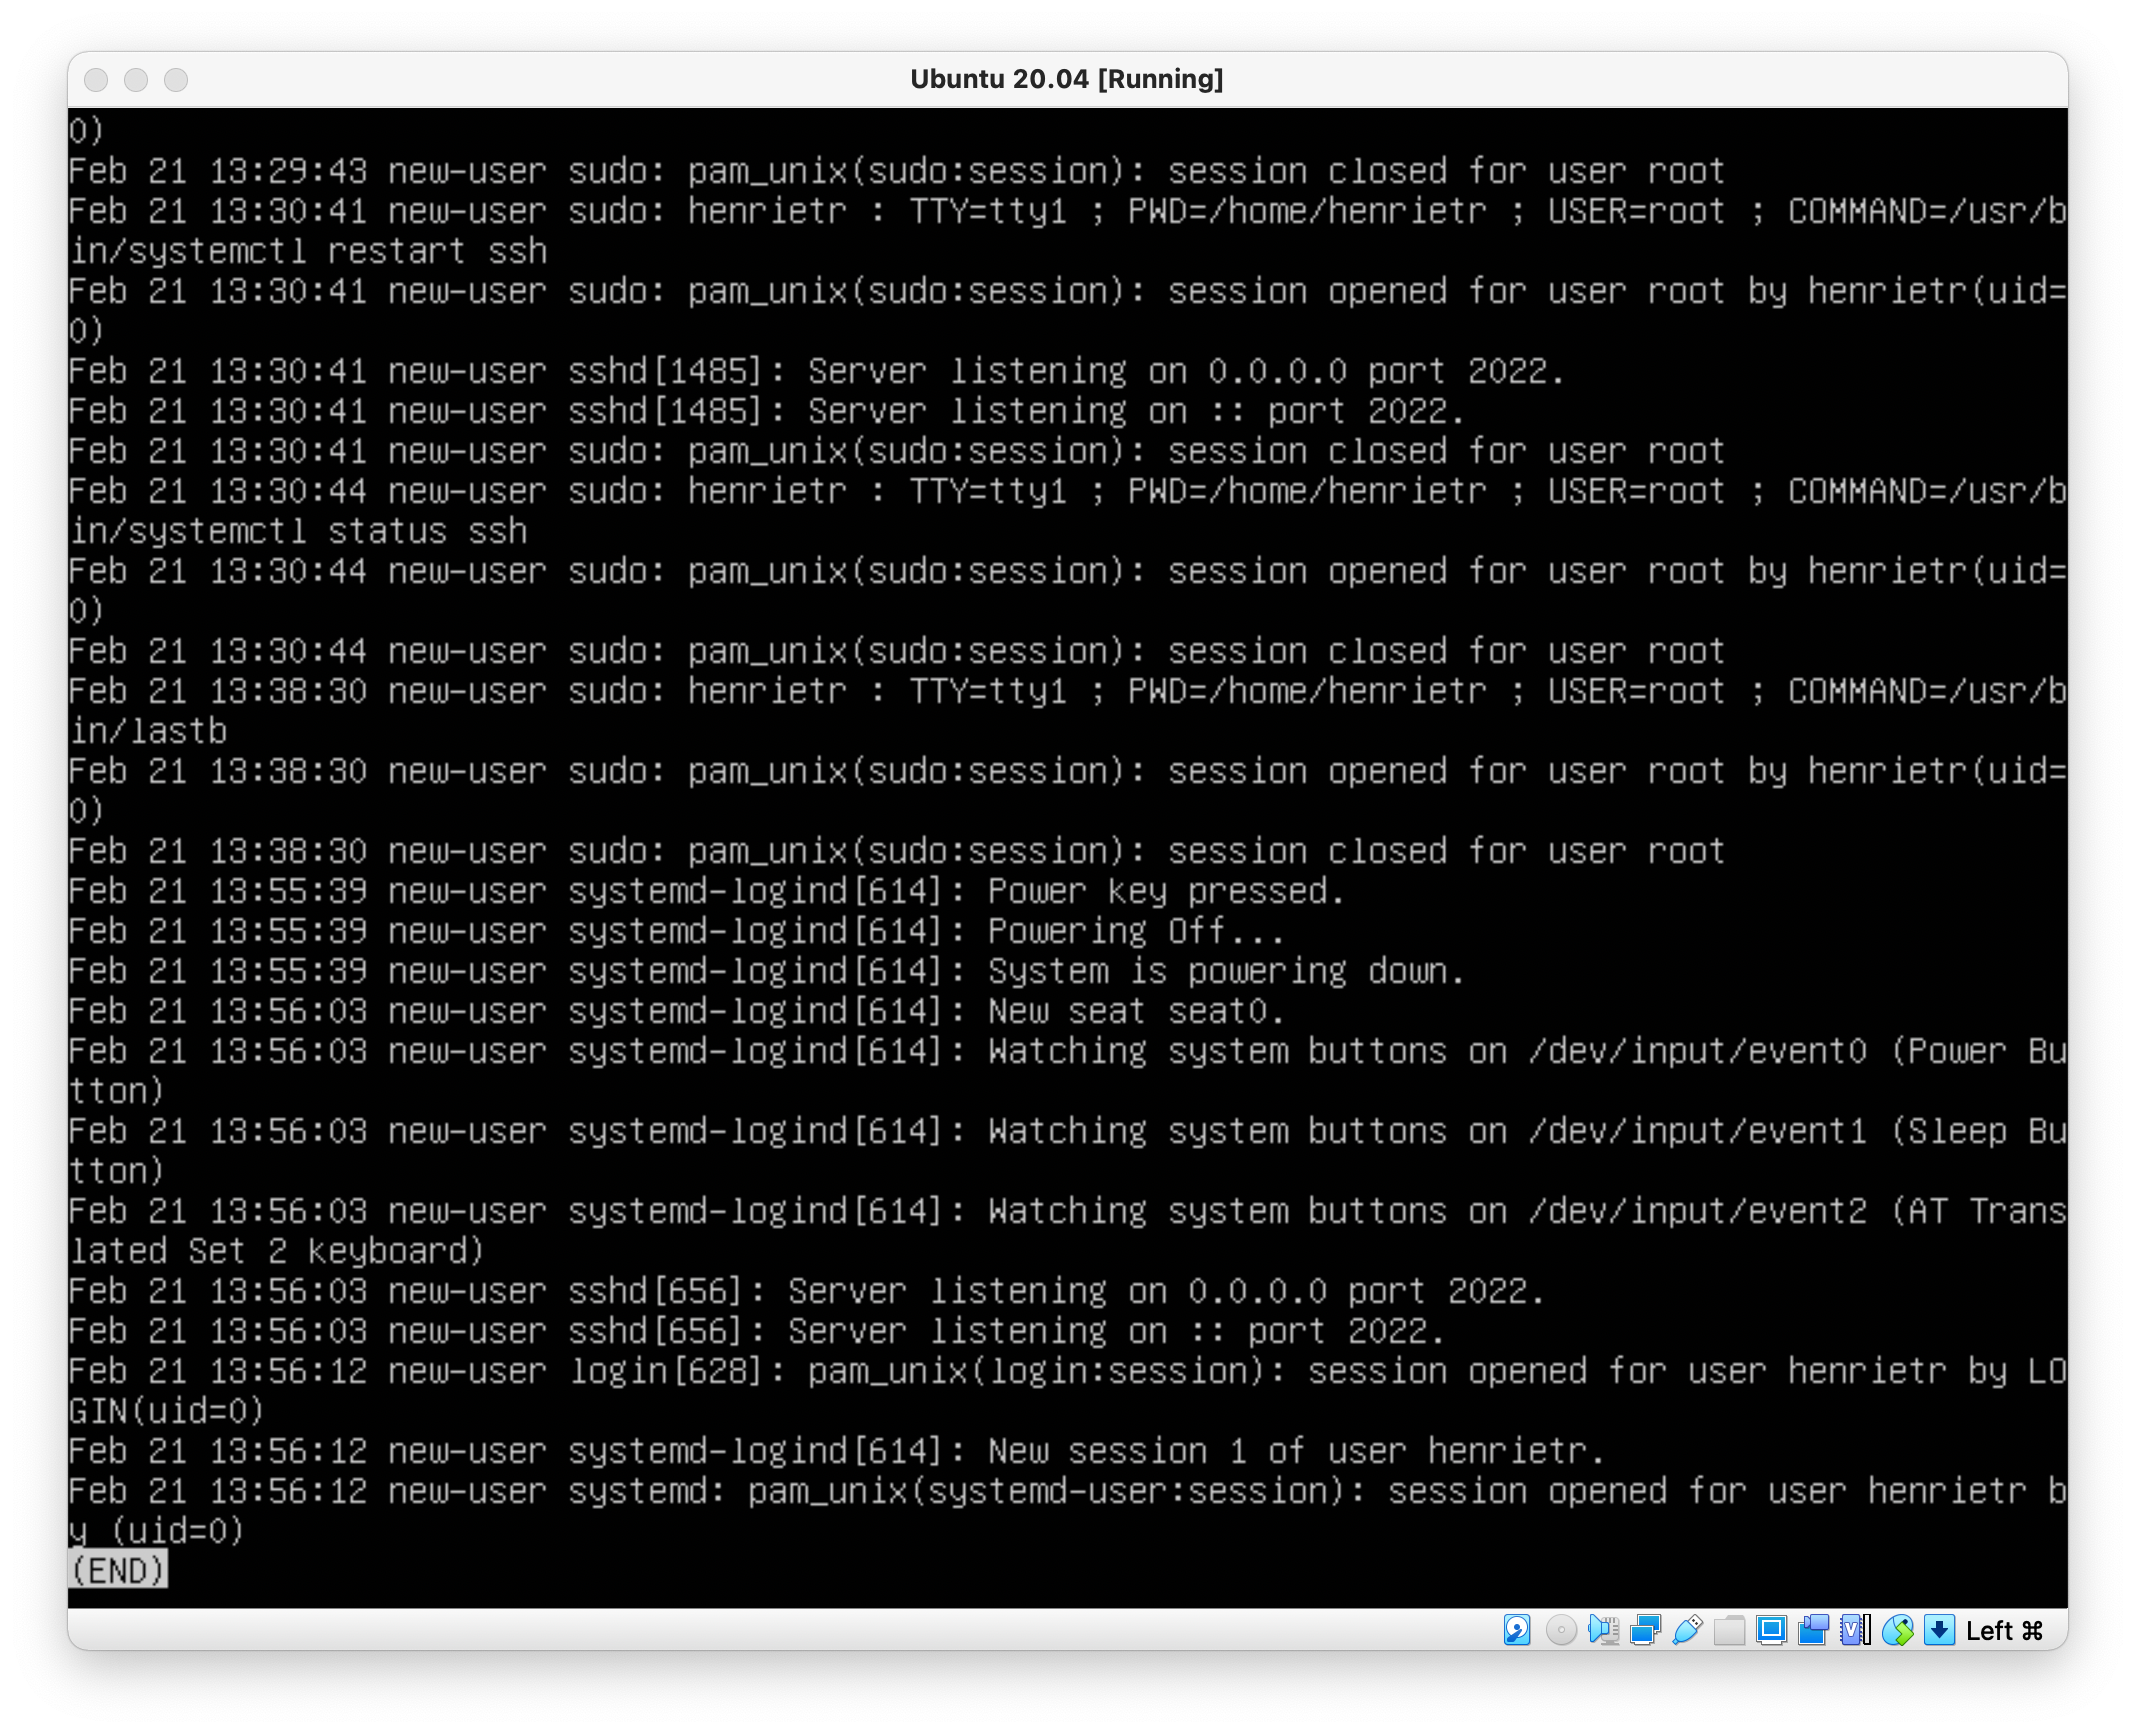 Ubuntu 20.04 [Running]
0)
Feb 21 13:29:43 new-user sudo: pam_unix(sudo:session): session closed for user root
Feb 21 13:30:41 new-user sudo: henrietr : TTY=tty1 ; PWD=/home/henrietr ; USER=root ; COMMAND=/usr/b
in/systemctl restart ssh
Feb 21 13:30:41 new-user sudo: pam_unix(sudo:session): session opened for user root by henrietr(uid=
0)
Feb 21 13:30:41 new-user sshd[1485]: Server listening on 0.0.0.0 port 2022.
Feb 21 13:30:41 new-user sshd[1485]: Server listening on :: port 2022.
Feb 21 13:30:41 new-user sudo: pam_unix(sudo:session): session closed for user root
Feb 21 13:30:44 new-user sudo: henrietr : TTY=tty1 ; PWD=/home/henrietr ; USER=root ; COMMAND=/usr/b
in/systemctl status ssh
Feb 21 13:30:44 new-user sudo: pam_unix(sudo:session): session opened for user root by henrietr(uid=
0)
Feb 21 13:30:44 new-user sudo: pam_unix(sudo:session): session closed for user root
Feb 21 13:38:30 new-user sudo: henrietr : TTY=tty1 ; PWD=/home/henrietr ; USER=root ; COMMAND=/usr/b
in/lastb
Feb 21 13:38:30 new-user sudo: pam_unix(sudo:session): session opened for user root by henrietr(uid=
0)
Feb 21 13:38:30 new-user sudo: pam_unix(sudo:session): session closed for user root
Feb 21 13:55:39 new-user systemd-logind[614]: Power key pressed.
Feb 21 13:55:39 new-user systemd-logind[614]: Powering Off...
Feb 21 13:55:39 new-user systemd-logind[614]: System is powering down.
Feb 21 13:56:03 new-user systemd-logind[614]: New seat seat0.
Feb 21 13:56:03 new-user systemd-logind[614]: Watching system buttons on /dev/input/event0 (Power Bu
tton)
Feb 21 13:56:03 new-user systemd-logind[614]: Watching system buttons on /dev/input/event1 (Sleep Bu
tton)
Feb 21 13:56:03 new-user systemd-logind[614]: Watching system buttons on /dev/input/event2 (AT Trans
lated Set 2 keyboard)
Feb 21 13:56:03 new-user sshd[656]: Server listening on 0.0.0.0 port 2022.
Feb 21 13:56:03 new-user sshd[656]: Server listening on :: port 2022.
Feb 21 13:56:12 new-user login[628]: pam_unix(login:session): session opened for user henrietr by LO
GIN(uid=0)
Feb 21 13:56:12 new-user systemd-logind[614]: New session 1 of user henrietr.
Feb 21 13:56:12 new-user systemd: pam_unix(systemd-user:session): session opened for user henrietr b
y (uid=0)
(END)
Left ⌘